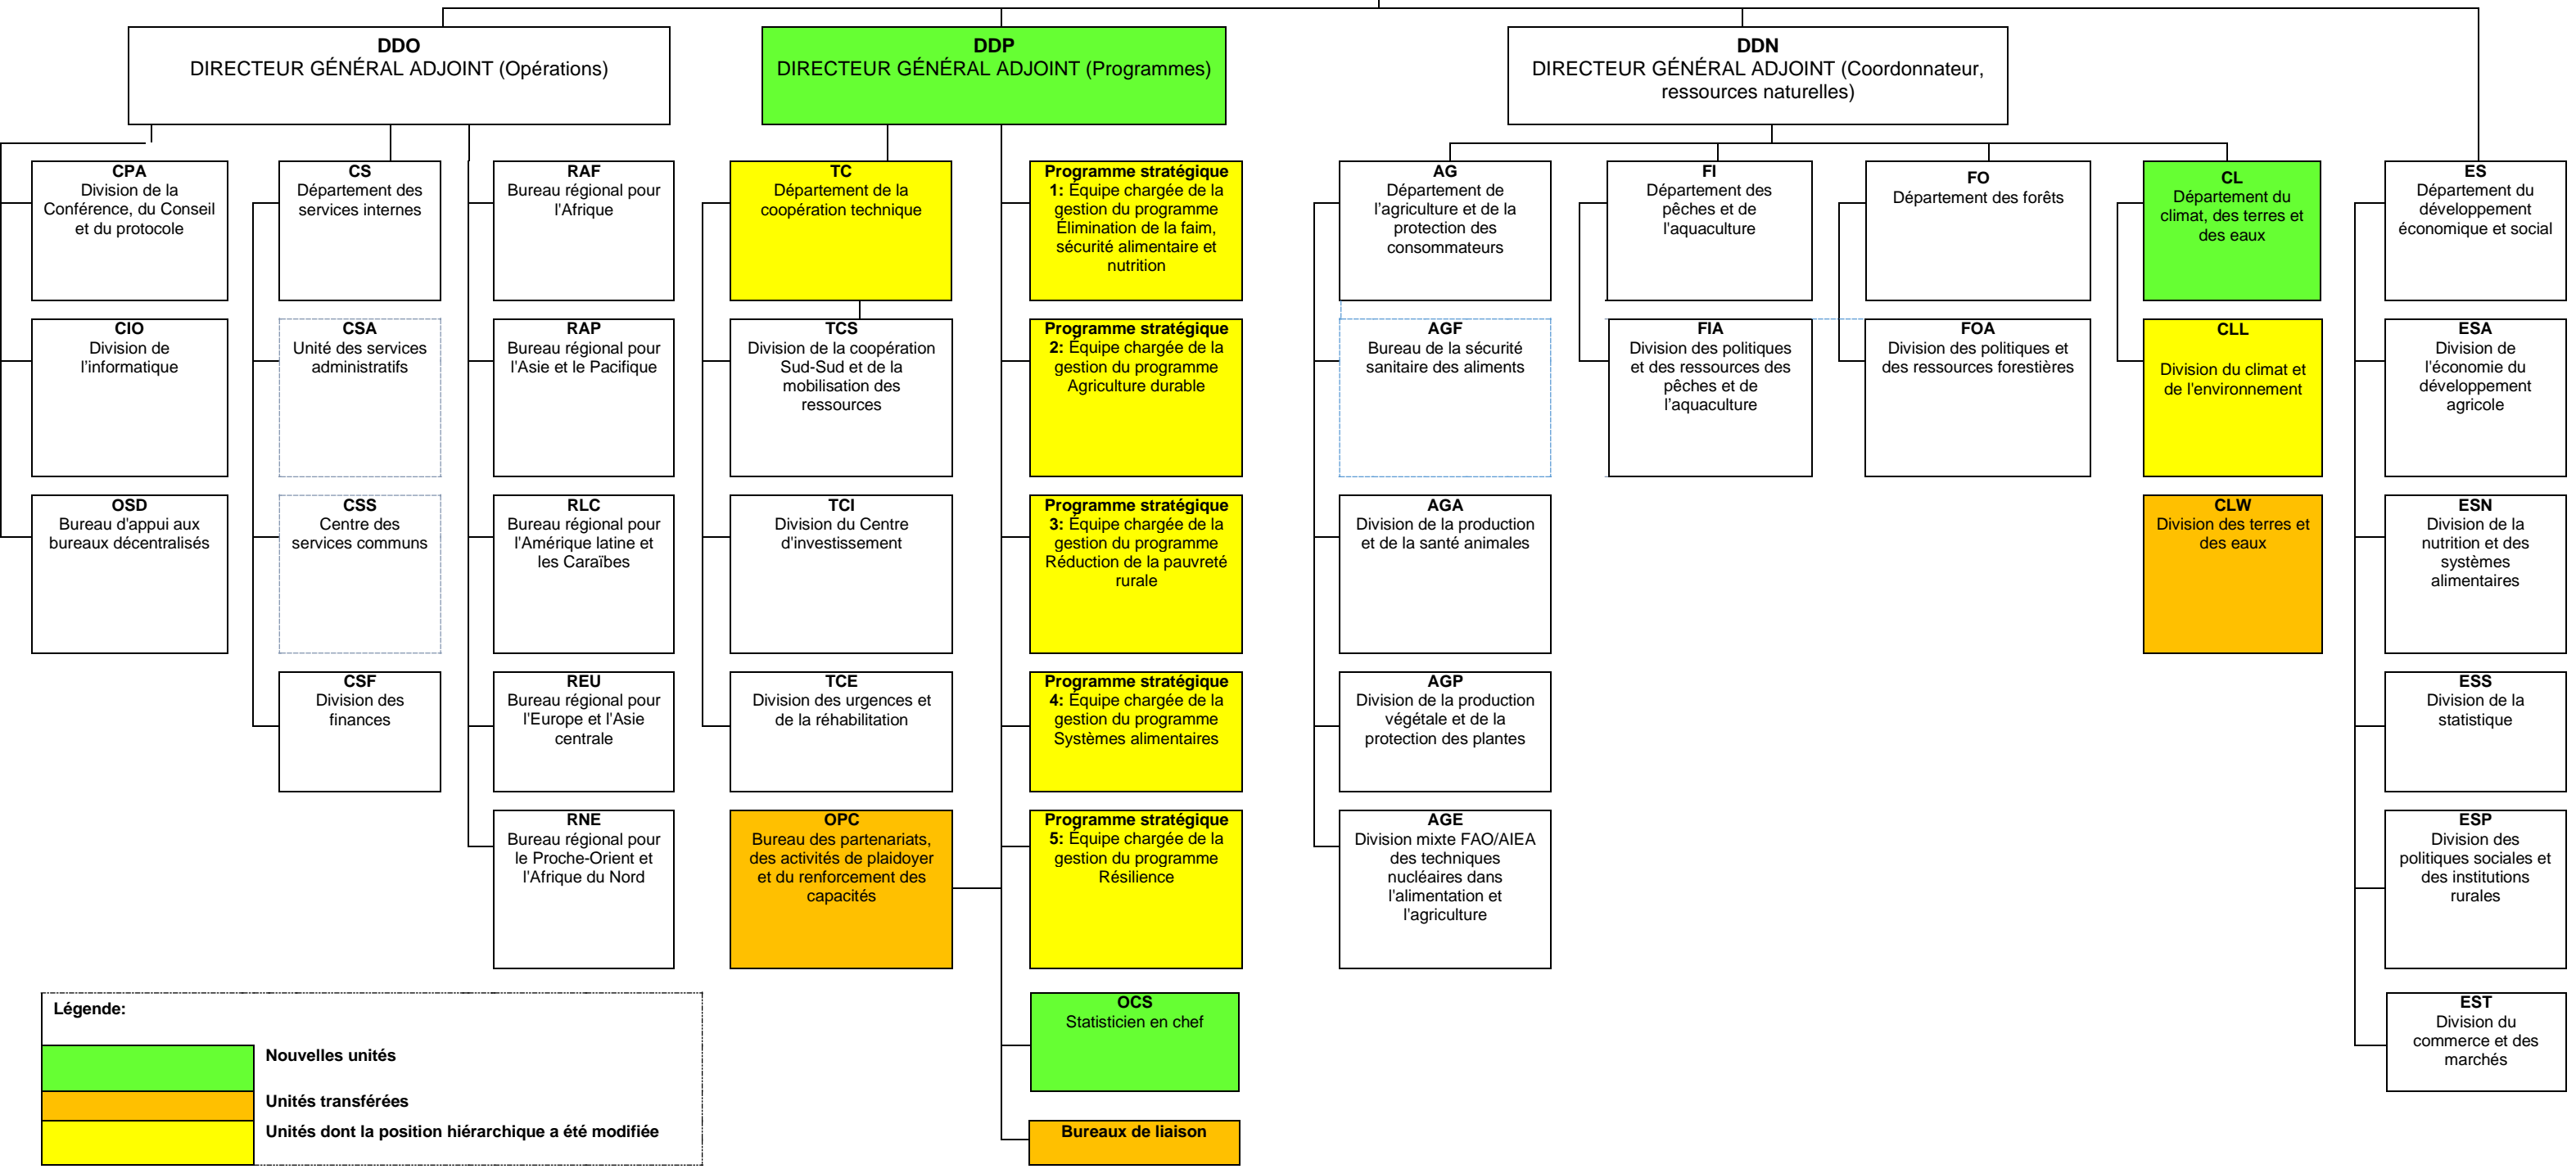 DDO
DIRECTEUR GÉNÉRAL ADJOINT (Opérations)
DDP
DIRECTEUR GÉNÉRAL ADJOINT (Programmes)
DDN
DIRECTEUR GÉNÉRAL ADJOINT (Coordonnateur,
ressources naturelles)
CPA
Division de la
Conférence, du Conseil
et du protocole
CIO
Division de
l'informatique
OSD
Bureau d'appui aux
bureaux décentralisés
CS
Département des
services internes
CSA
Unité des services
administratifs
CSS
Centre des
services communs
CSF
Division des
finances
RAF
Bureau régional pour
l'Afrique
RAP
Bureau régional pour
l'Asie et le Pacifique
RLC
Bureau régional pour
l'Amérique latine et
les Caraïbes
REU
Bureau régional pour
l'Europe et l'Asie
centrale
RNE
Bureau régional pour
le Proche-Orient et
l'Afrique du Nord
TC
Département de la
coopération technique
TCS
Division de la coopération
Sud-Sud et de la
mobilisation des
ressources
TCI
Division du Centre
d'investissement
TCE
Division des urgences et
de la réhabilitation
OPC
Bureau des partenariats,
des activités de plaidoyer
et du renforcement des
capacités
Programme stratégique
1: Équipe chargée de la
gestion du programme
Élimination de la faim,
sécurité alimentaire et
nutrition
Programme stratégique
2: Équipe chargée de la
gestion du programme
Agriculture durable
Programme stratégique
3: Équipe chargée de la
gestion du programme
Réduction de la pauvreté
rurale
Programme stratégique
4: Équipe chargée de la
gestion du programme
Systèmes alimentaires
Programme stratégique
5: Équipe chargée de la
gestion du programme
Résilience
OCS
Statisticien en chef
Bureaux de liaison
AG
Département de
l'agriculture et de la
protection des
consommateurs
AGF
Bureau de la sécurité
sanitaire des aliments
AGA
Division de la production
et de la santé animales
AGP
Division de la production
végétale et de la
protection des plantes
AGE
Division mixte FAO/AIEA
des techniques
nucléaires dans
l'alimentation et
l'agriculture
FI
Département des
pêches et de
l'aquaculture
FIA
Division des politiques
et des ressources des
pêches et de
l'aquaculture
FO
Département des forêts
FOA
Division des politiques et
des ressources forestières
CL
Département du
climat, des terres et
des eaux
CLL
Division du climat et
de l'environnement
CLW
Division des terres et
des eaux
ES
Département du
développement
économique et social
ESA
Division de
l'économie du
développement
agricole
ESN
Division de la
nutrition et des
systèmes
alimentaires
ESS
Division de la
statistique
ESP
Division des
politiques sociales et
des institutions
rurales
EST
Division du
commerce et des
marchés
Légende:
Nouvelles unités
Unités transférées
Unités dont la position hiérarchique a été modifiée